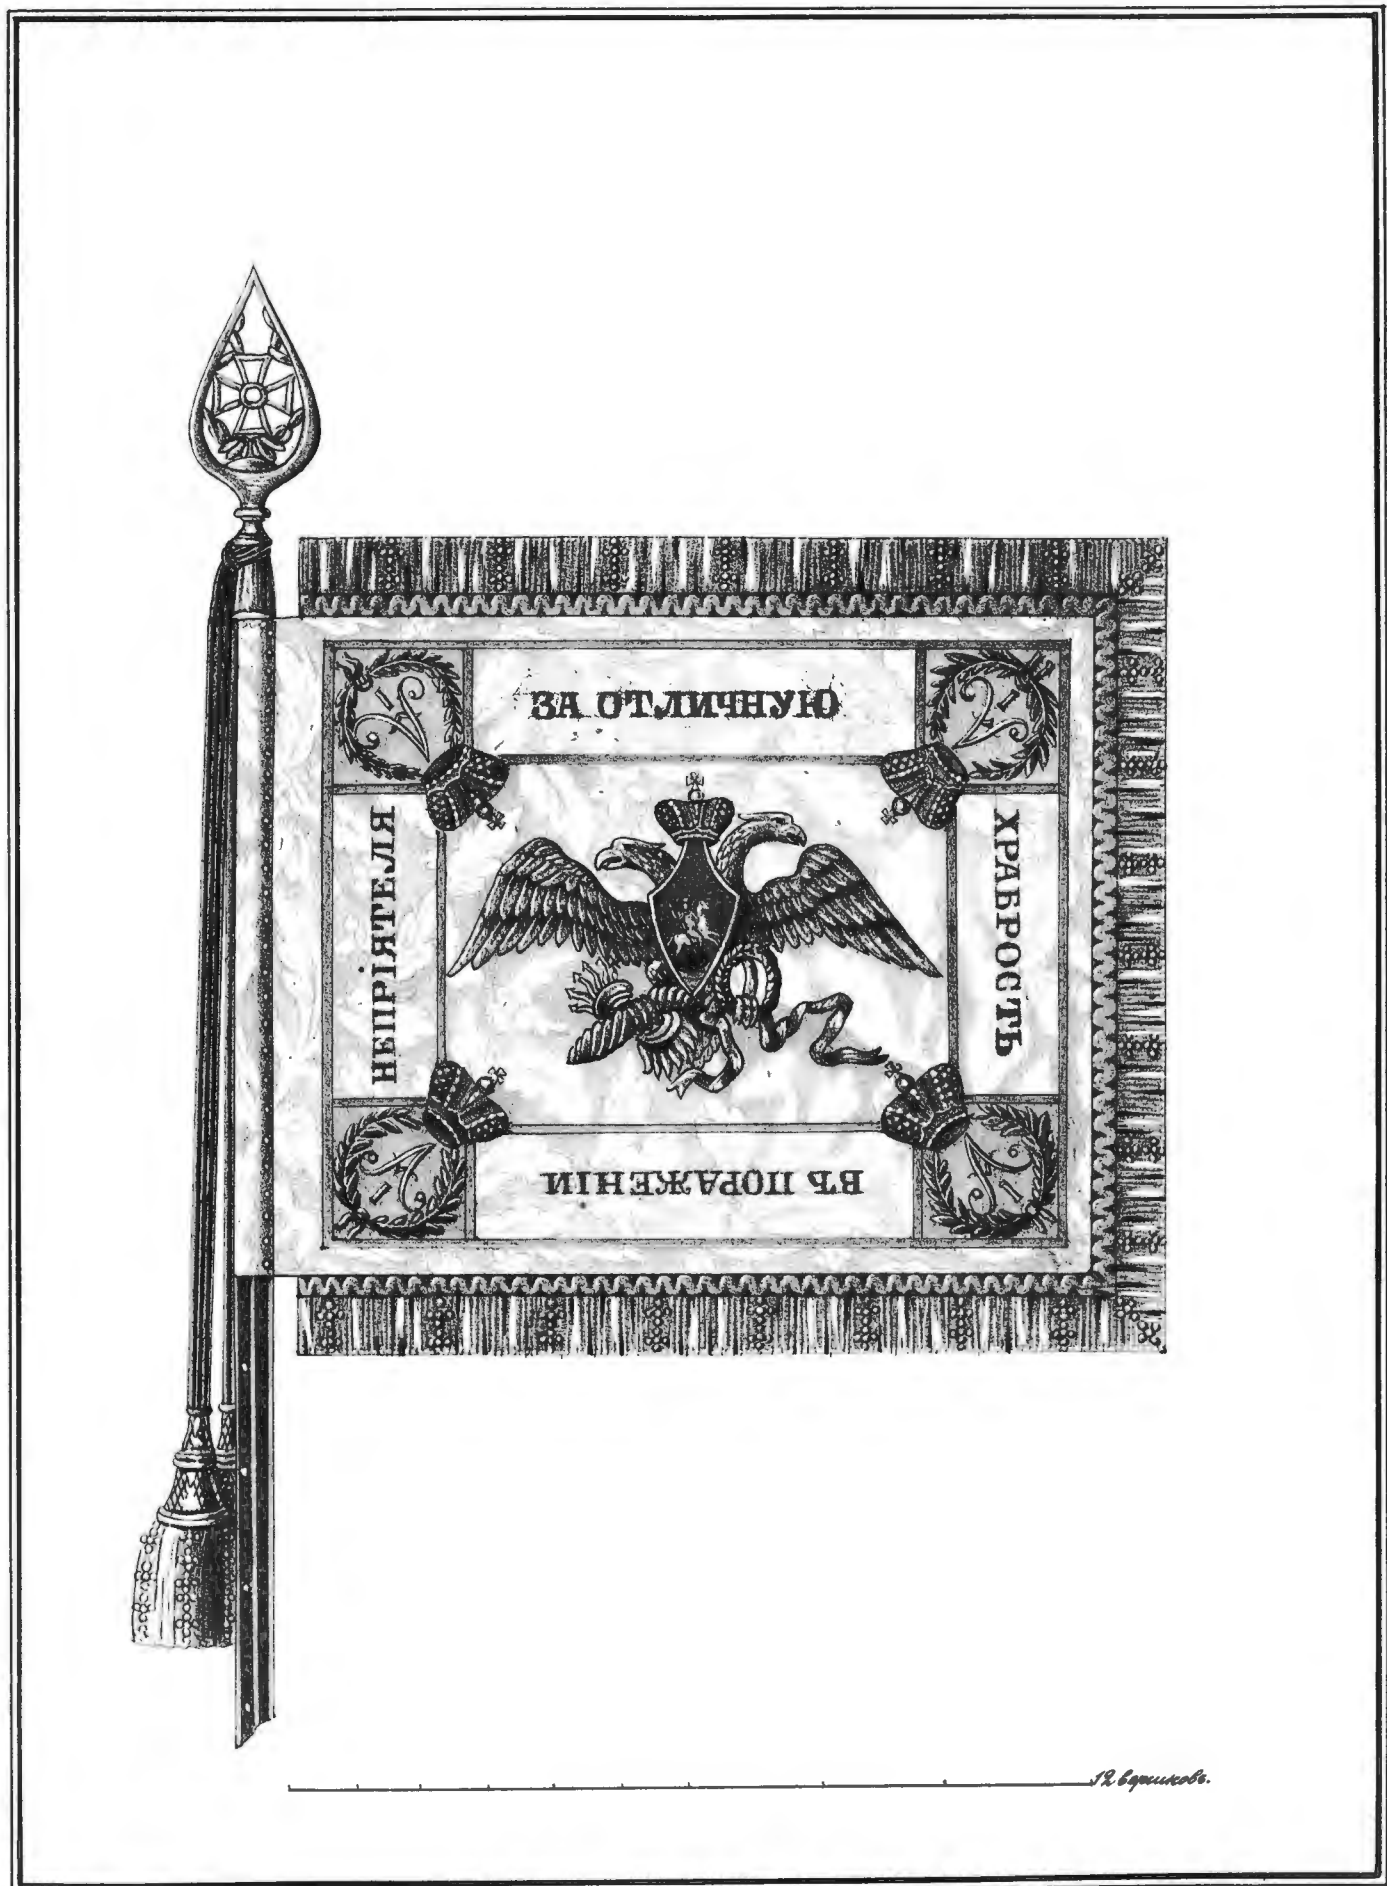 ЗА ОТЛИЧНУЮ
ХРАБРОСТЬ
ВЪ ПОРАЖЕНІИ
НЕПРІЯТЕЛЯ
12 вершковъ.